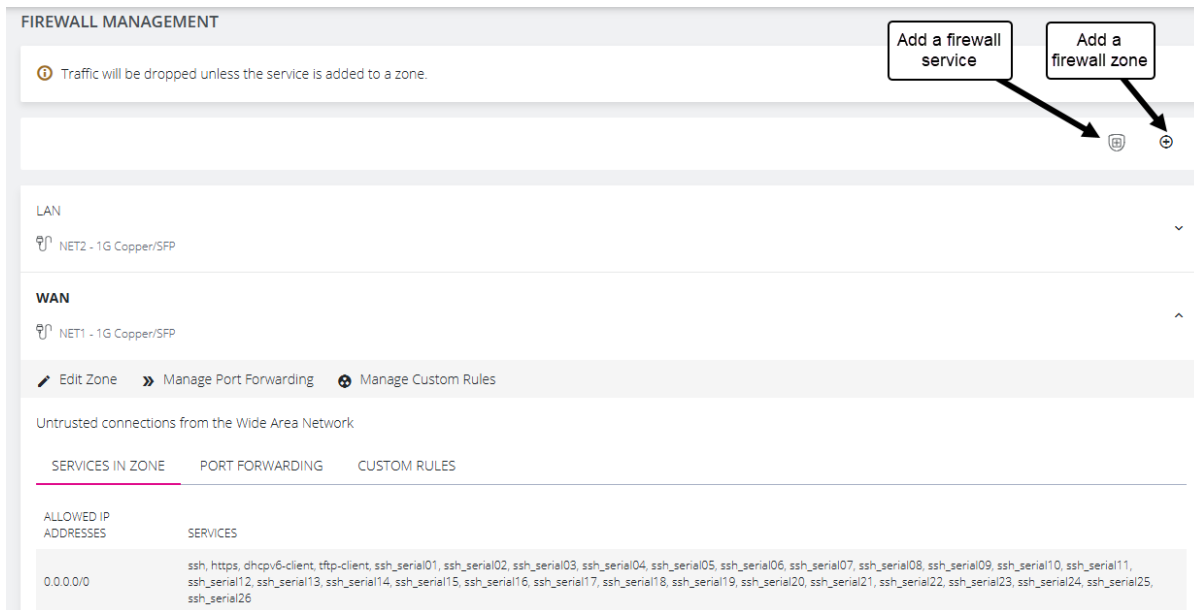 FIREWALL MANAGEMENT
Add a firewall
service
Add a
firewall zone
Traffic will be dropped unless the service is added to a zone.
LAN
NET2 - 1G Copper/SFP
WAN
NET1 - 1G Copper/SFP
Edit Zone Manage Port Forwarding Manage Custom Rules
Untrusted connections from the Wide Area Network
SERVICES IN ZONE PORT FORWARDING CUSTOM RULES
ALLOWED IP
ADDRESSES SERVICES
ssh, https, dhcpv6-client, tftp-client, ssh_serial01, ssh_serial02, ssh_serial03, ssh_serial04, ssh_serial05, ssh_serial06, ssh_serial07, ssh_serial08, ssh_serial09, ssh_serial10, ssh_serial11,
0.0.0.0/0 ssh_serial12, ssh_serial13, ssh_serial14, ssh_serial15, ssh_serial16, ssh_serial17, ssh_serial18, ssh_serial19, ssh_serial20, ssh_serial21, ssh_serial22, ssh_serial23, ssh_serial24, ssh_serial25,
ssh_serial26